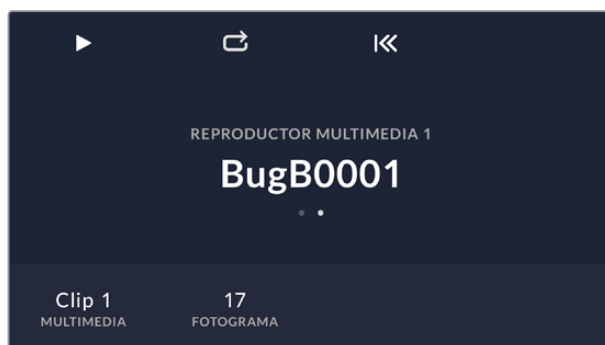 REPRODUCTOR MULTIMEDIA 1
BugB0001
Clip 1
MULTIMEDIA
17
FOTOGRAMA